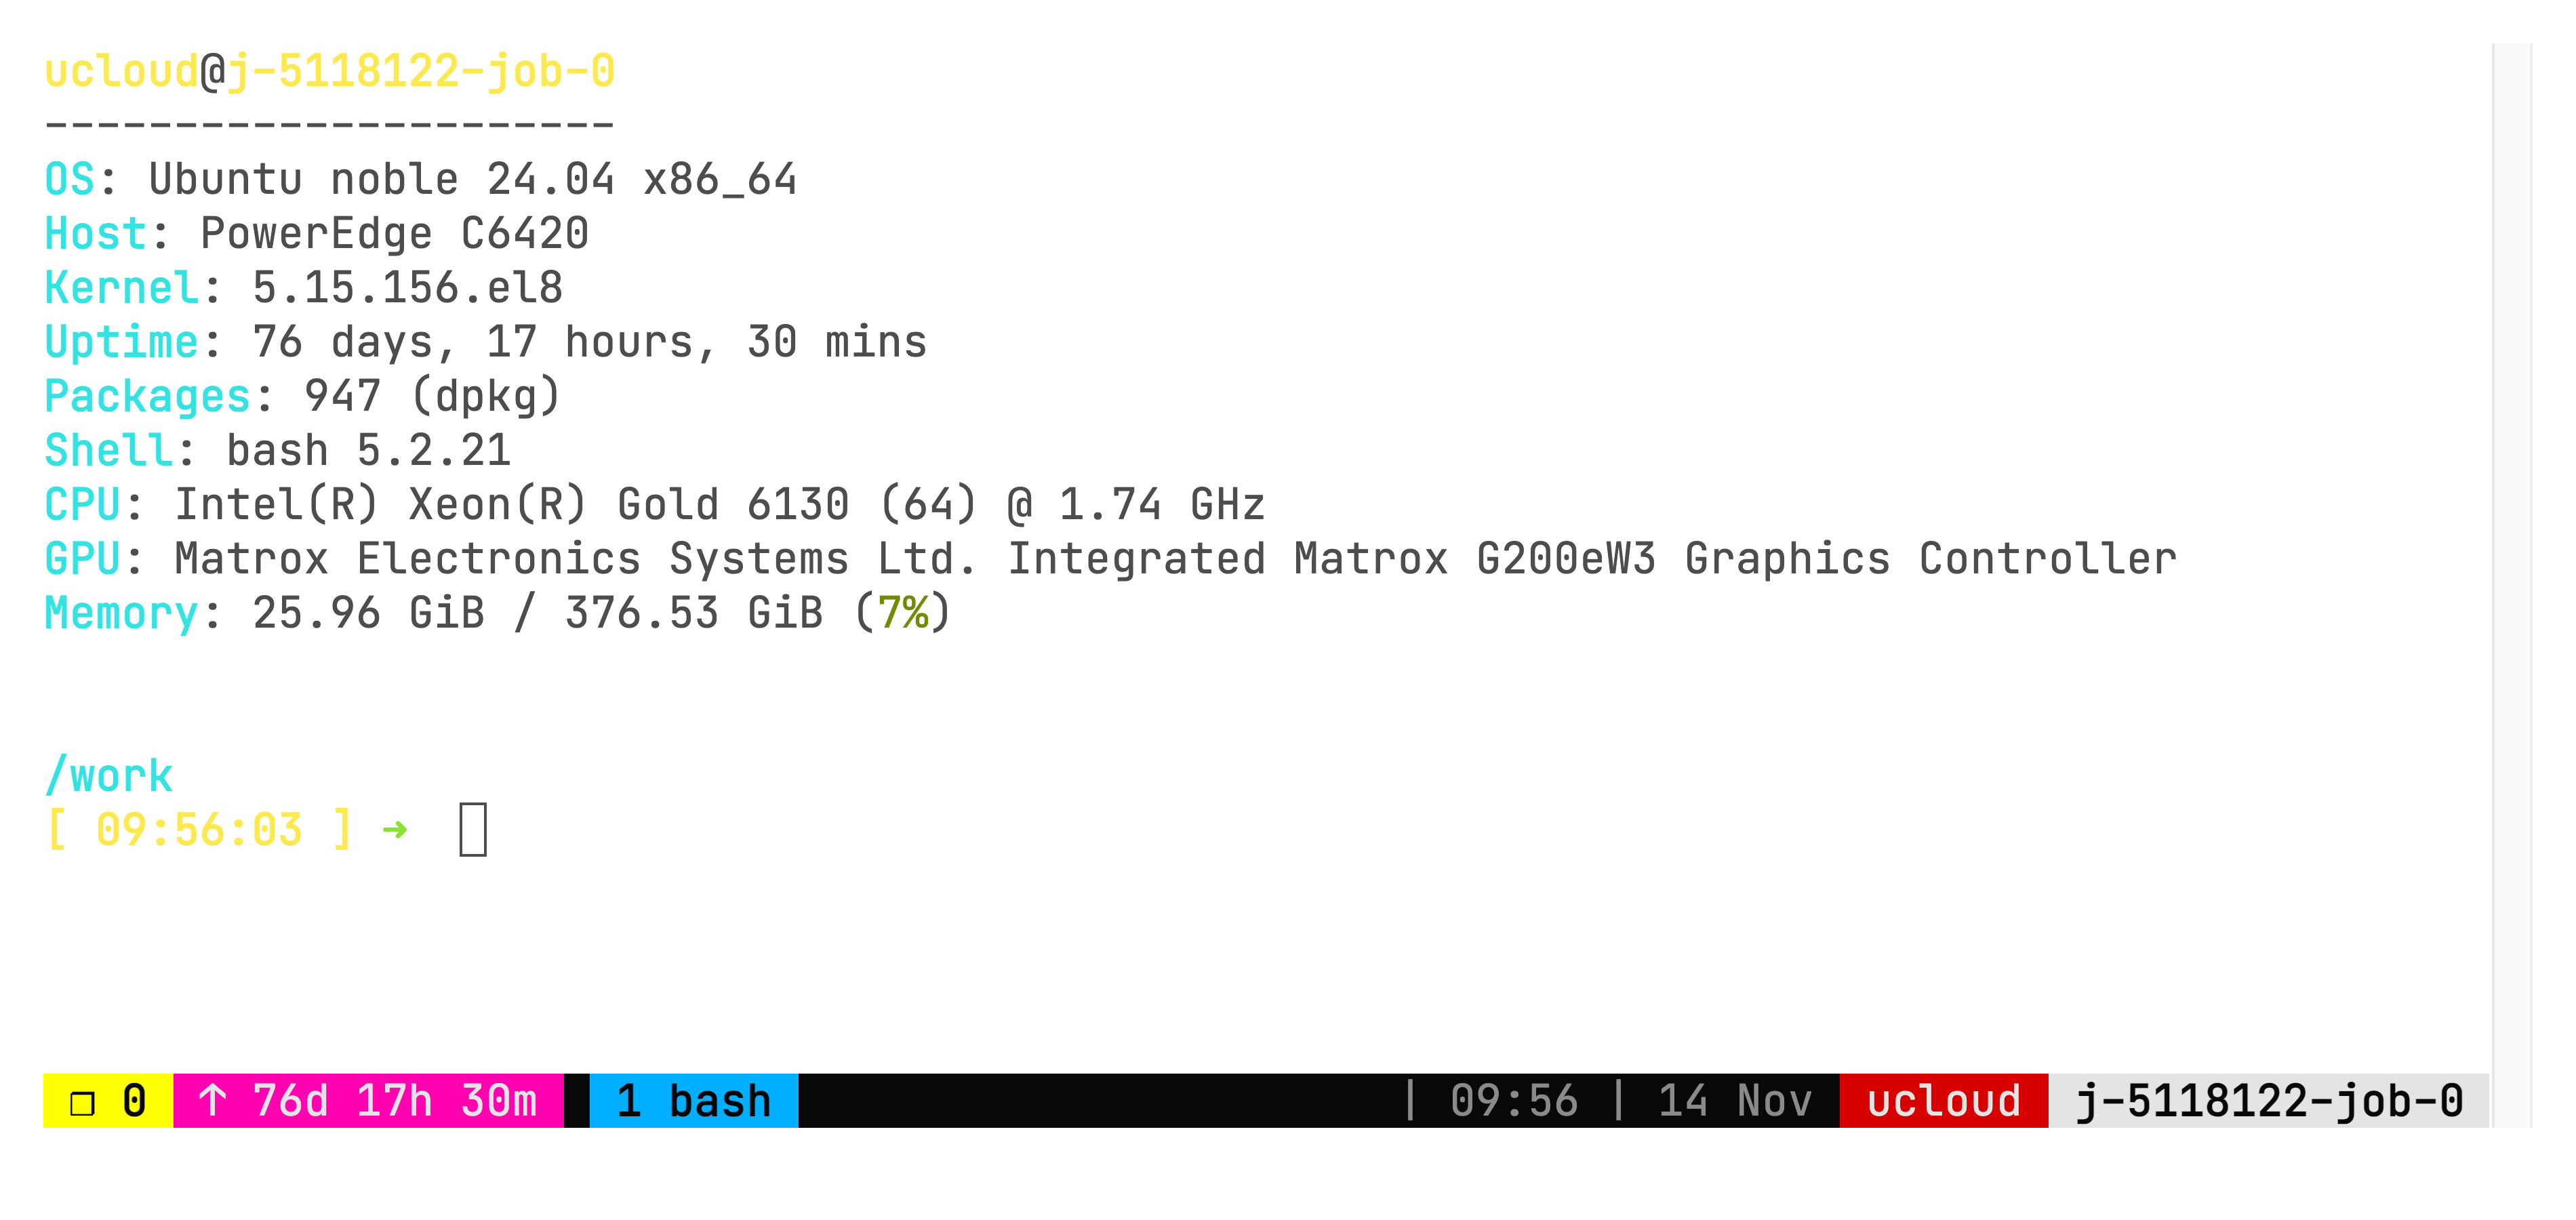 ucloud@j-5118122-job-0
----------------------
OS: Ubuntu noble 24.04 x86_64
Host: PowerEdge C6420
Kernel: 5.15.156.el8
Uptime: 76 days, 17 hours, 30 mins
Packages: 947 (dpkg)
Shell: bash 5.2.21
CPU: Intel(R) Xeon(R) Gold 6130 (64) @ 1.74 GHz
GPU: Matrox Electronics Systems Ltd. Integrated Matrox G200eW3 Graphics Controller
Memory: 25.96 GiB / 376.53 GiB (7%)
/work
[ 09:56:03 ] ➜
❐ 0 ↑ 76d 17h 30m 1 bash | 09:56 | 14 Nov ucloud j-5118122-job-0